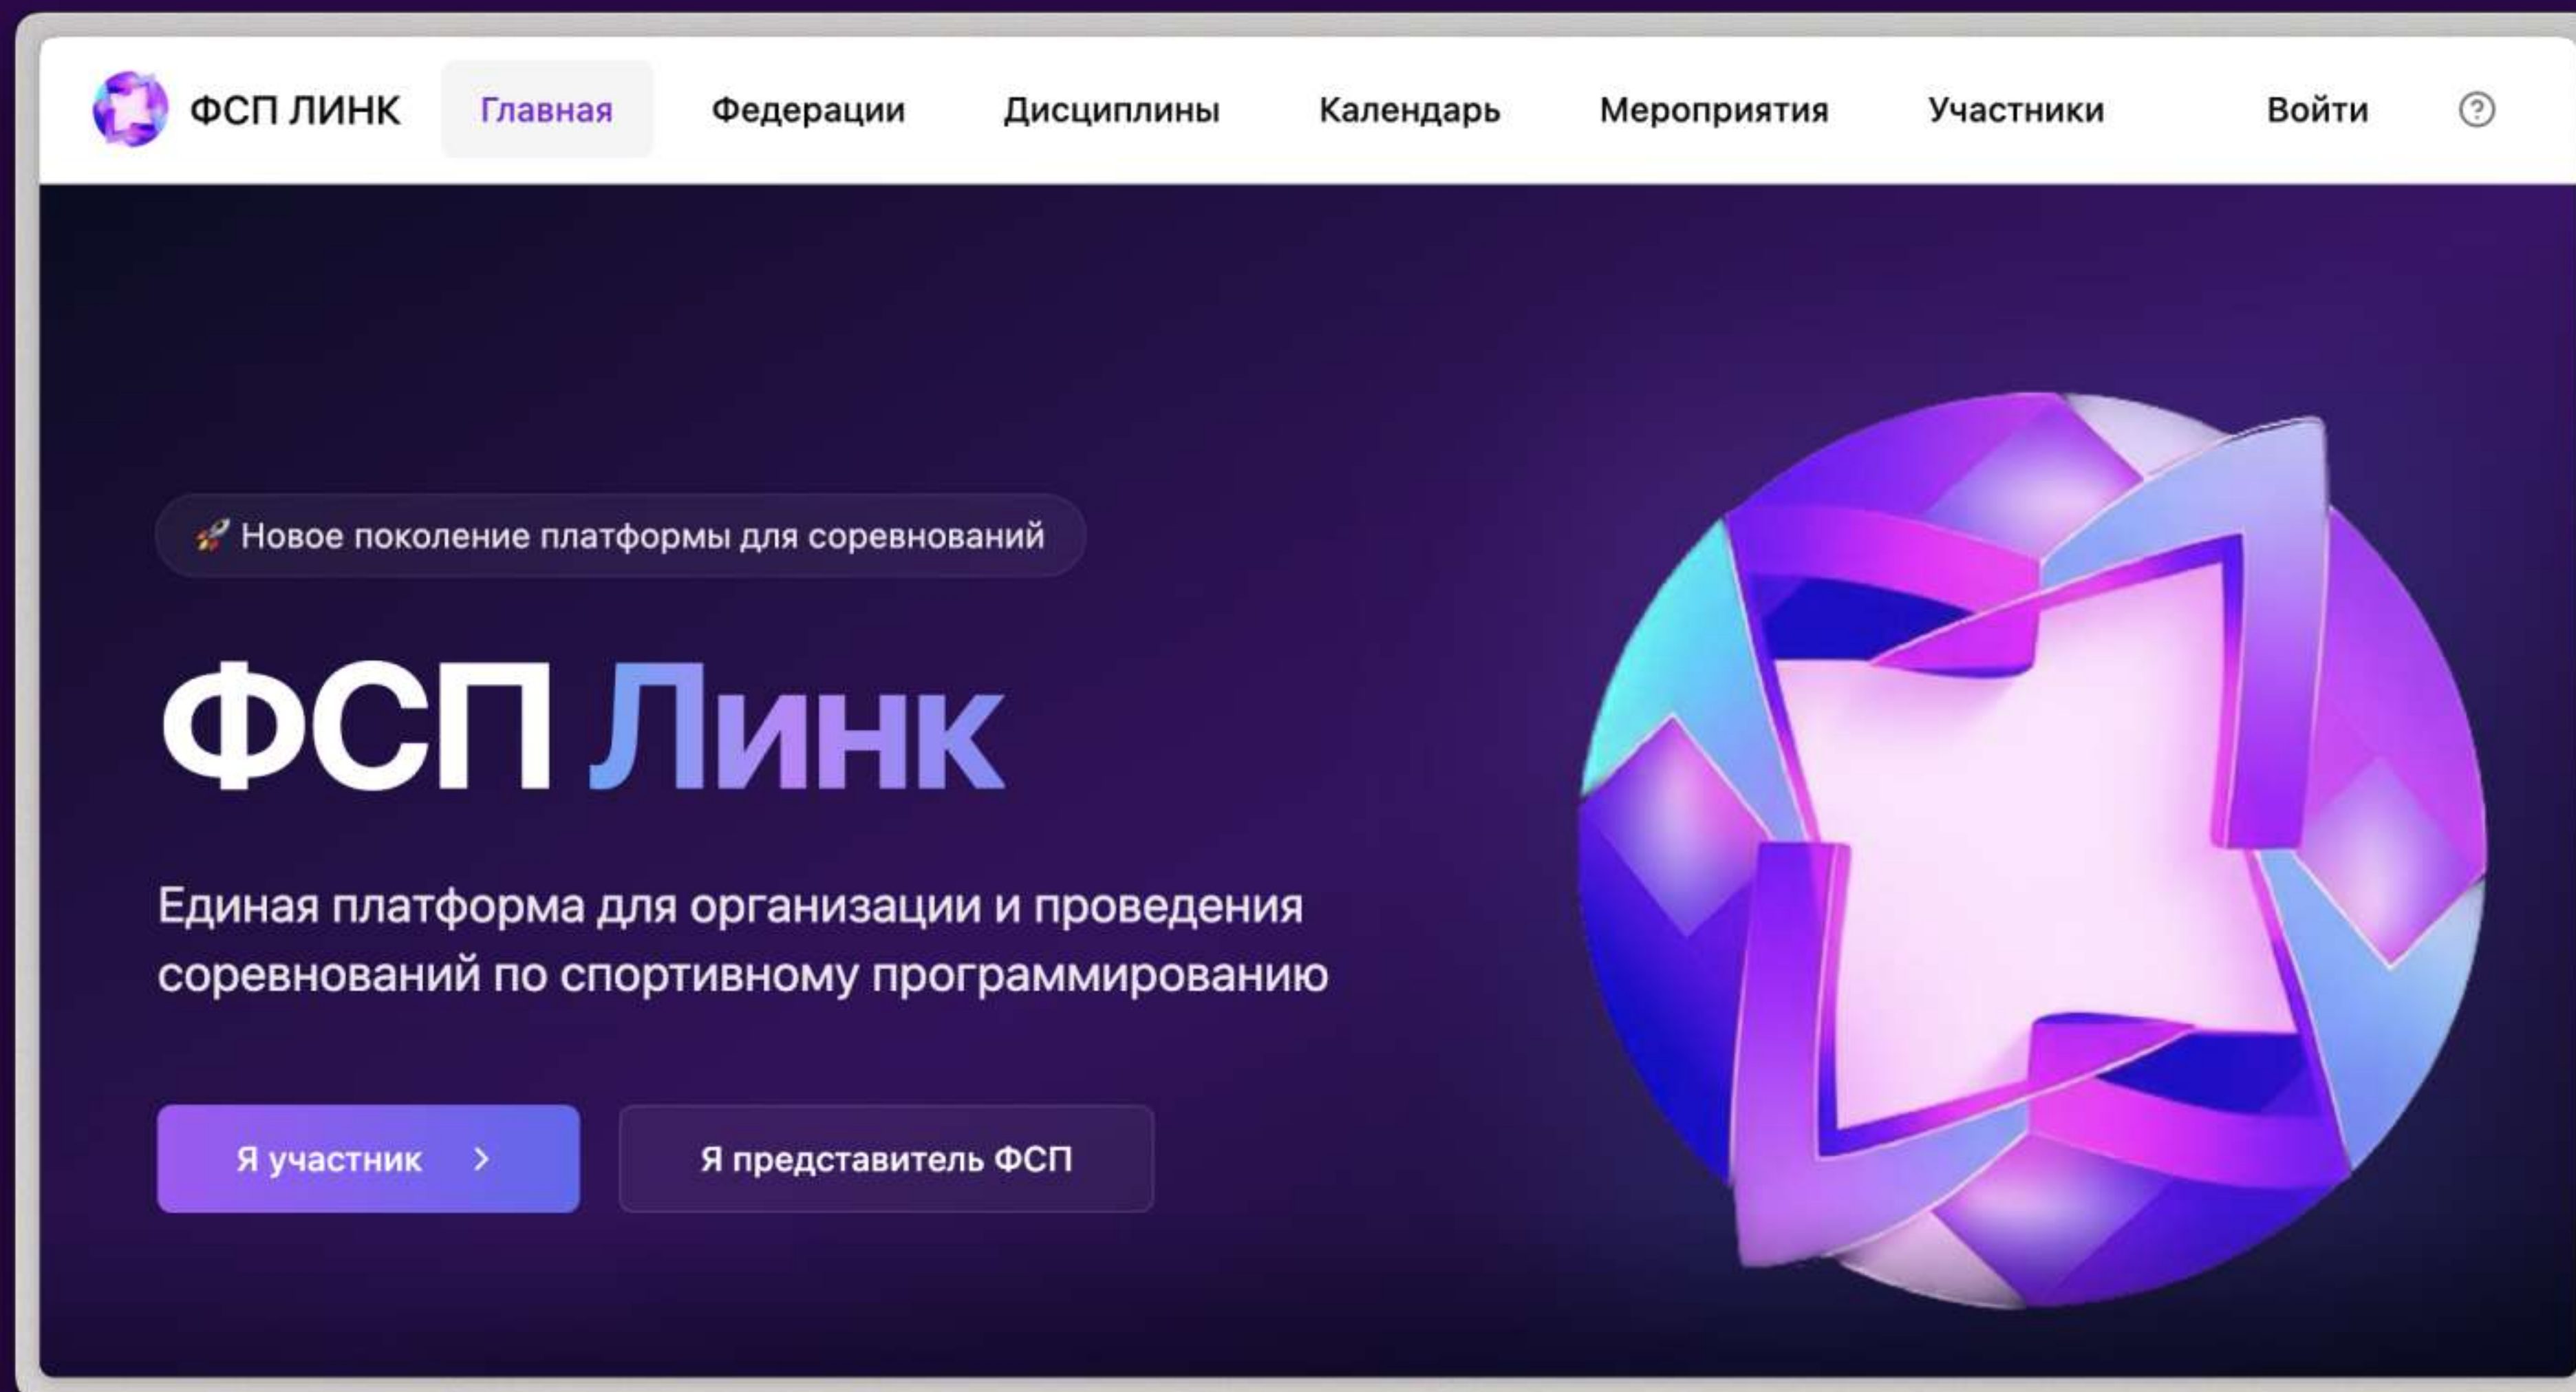 ФСП ЛИНК Главная Федерации Дисциплины Календарь Мероприятия Участники Войти ?
🚀 Новое поколение платформы для соревнований
ФСП Линк
Единая платформа для организации и проведения
соревнований по спортивному программированию
Я участник > Я представитель ФСП